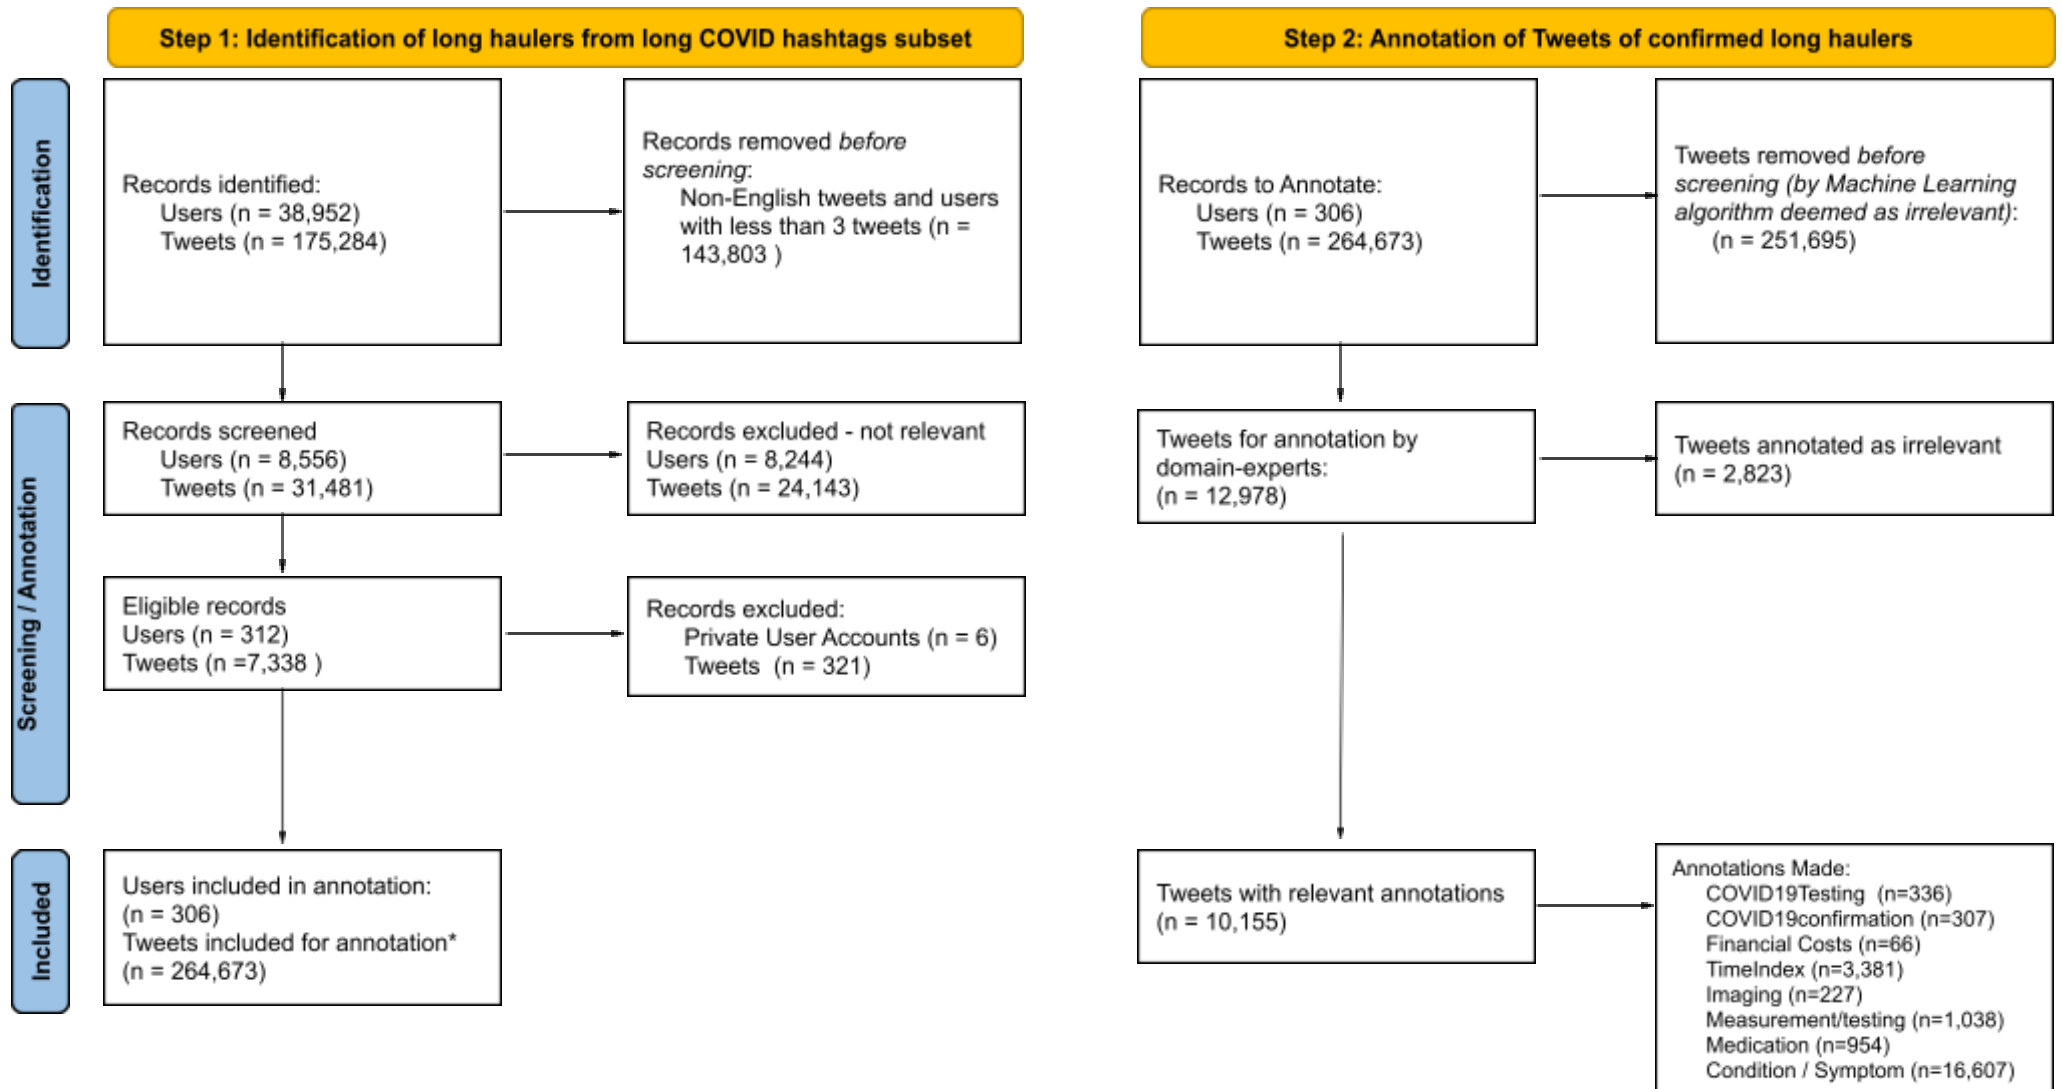 Step 1: Identification of long haulers from long COVID hashtags subset
Identification
Records identified:
Users (n = 38,952)
Tweets (n = 175,284)
Records removed before
screening:
Non-English tweets and users
with less than 3 tweets (n =
143,803 )
Screening / Annotation
Records screened
Users (n = 8,556)
Tweets (n = 31,481)
Records excluded - not relevant
Users (n = 8,244)
Tweets (n = 24,143)
Eligible records
Users (n = 312)
Tweets (n =7,338 )
Records excluded:
Private User Accounts (n = 6)
Tweets  (n = 321)
Included
Users included in annotation:
(n = 306)
Tweets included for annotation*
(n = 264,673)
Step 2: Annotation of Tweets of confirmed long haulers
Records to Annotate:
Users (n = 306)
Tweets (n = 264,673)
Tweets removed before
screening (by Machine Learning
algorithm deemed as irrelevant):
(n = 251,695)
Tweets for annotation by
domain-experts:
(n = 12,978)
Tweets annotated as irrelevant
(n = 2,823)
Tweets with relevant annotations
(n = 10,155)
Annotations Made:
COVID19Testing  (n=336)
COVID19confirmation (n=307)
Financial Costs (n=66)
TimeIndex (n=3,381)
Imaging (n=227)
Measurement/testing (n=1,038)
Medication (n=954)
Condition / Symptom (n=16,607)